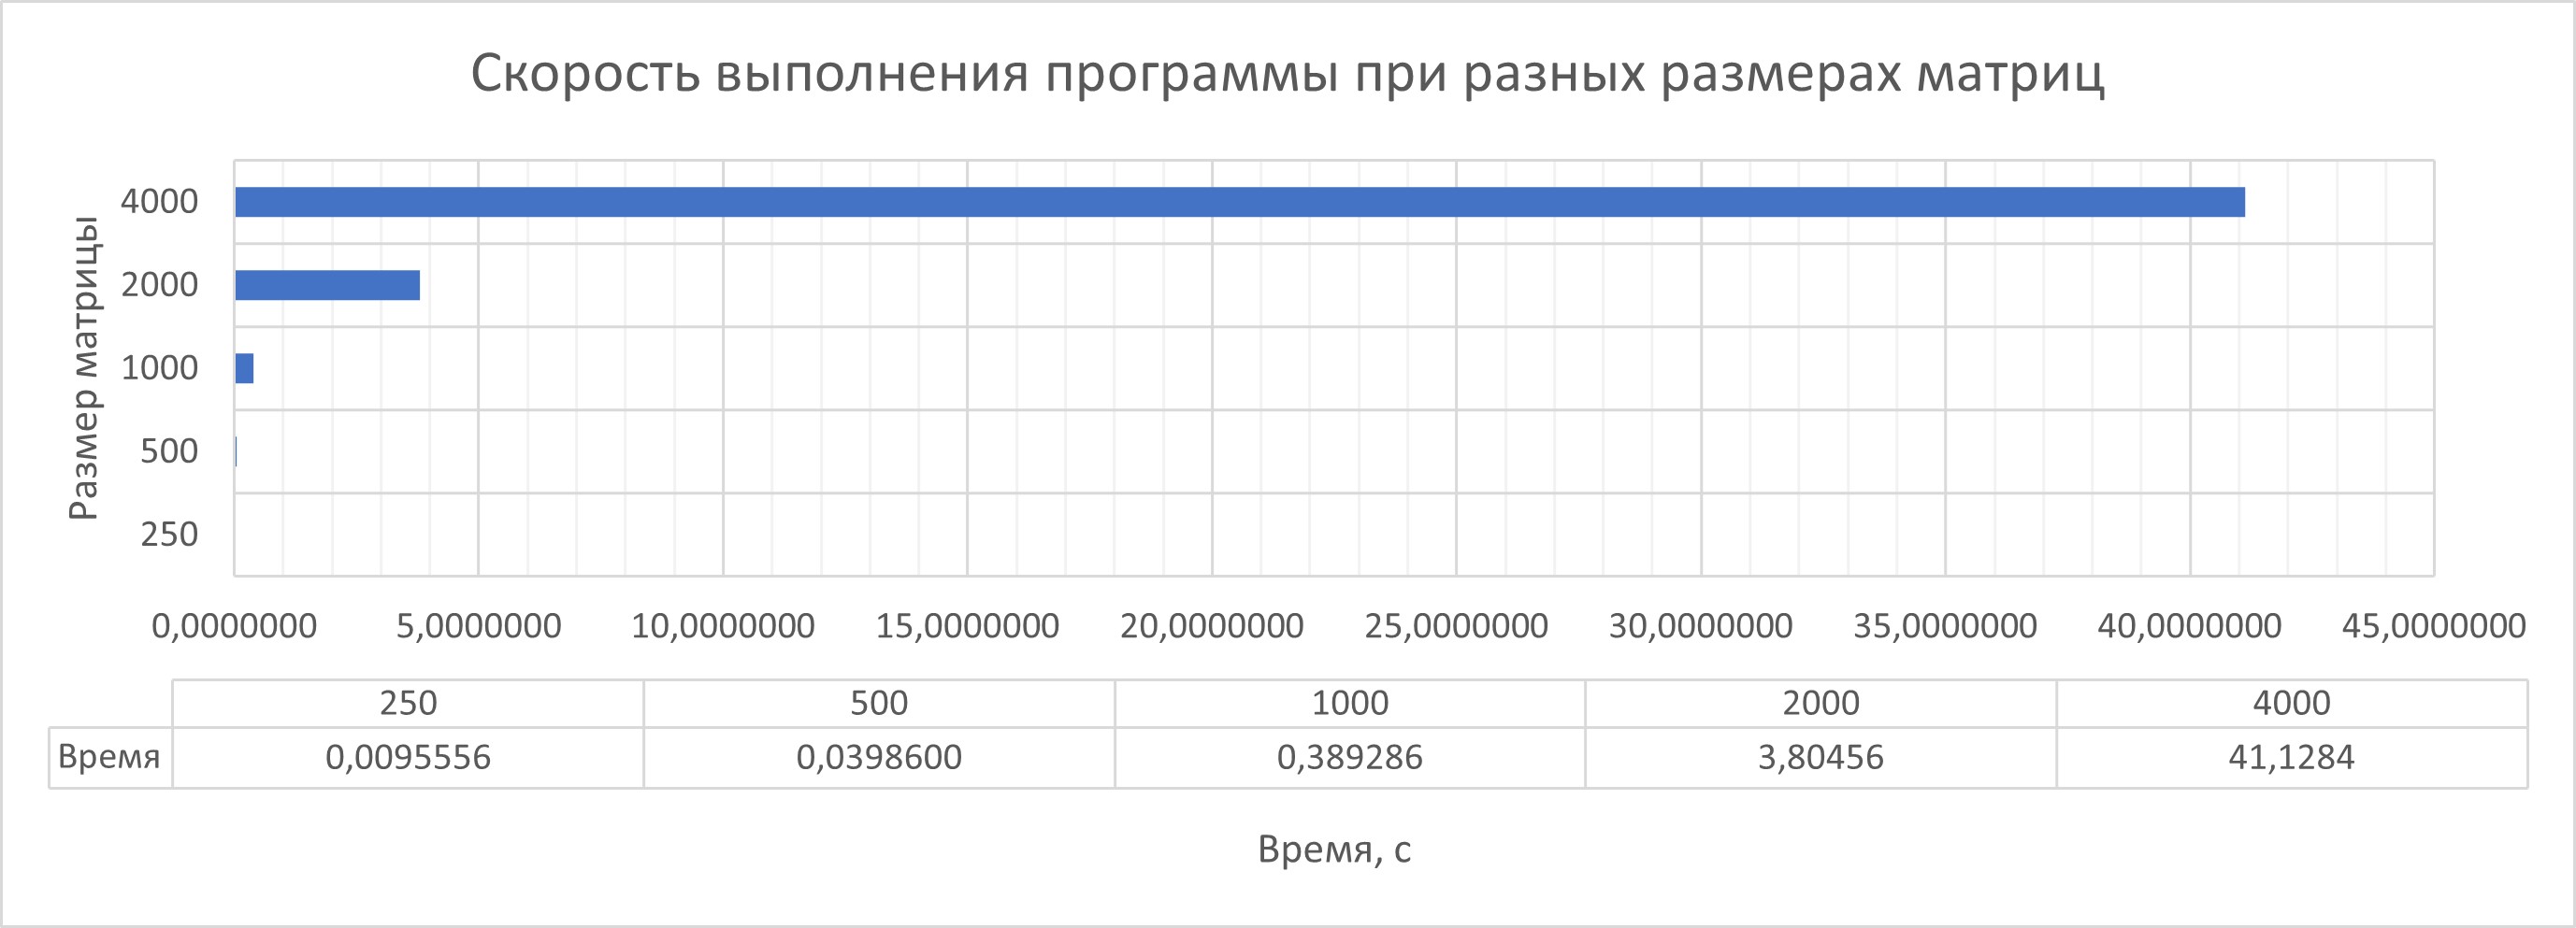 Скорость выполнения программы при разных размерах матриц
Размер матрицы
4000
2000
1000
500
250
0,0000000 5,0000000 10,0000000 15,0000000 20,0000000 25,0000000 30,0000000 35,0000000 40,0000000 45,0000000
250 500 1000 2000 4000
Время 0,0095556 0,0398600 0,389286 3,80456 41,1284
Время, с